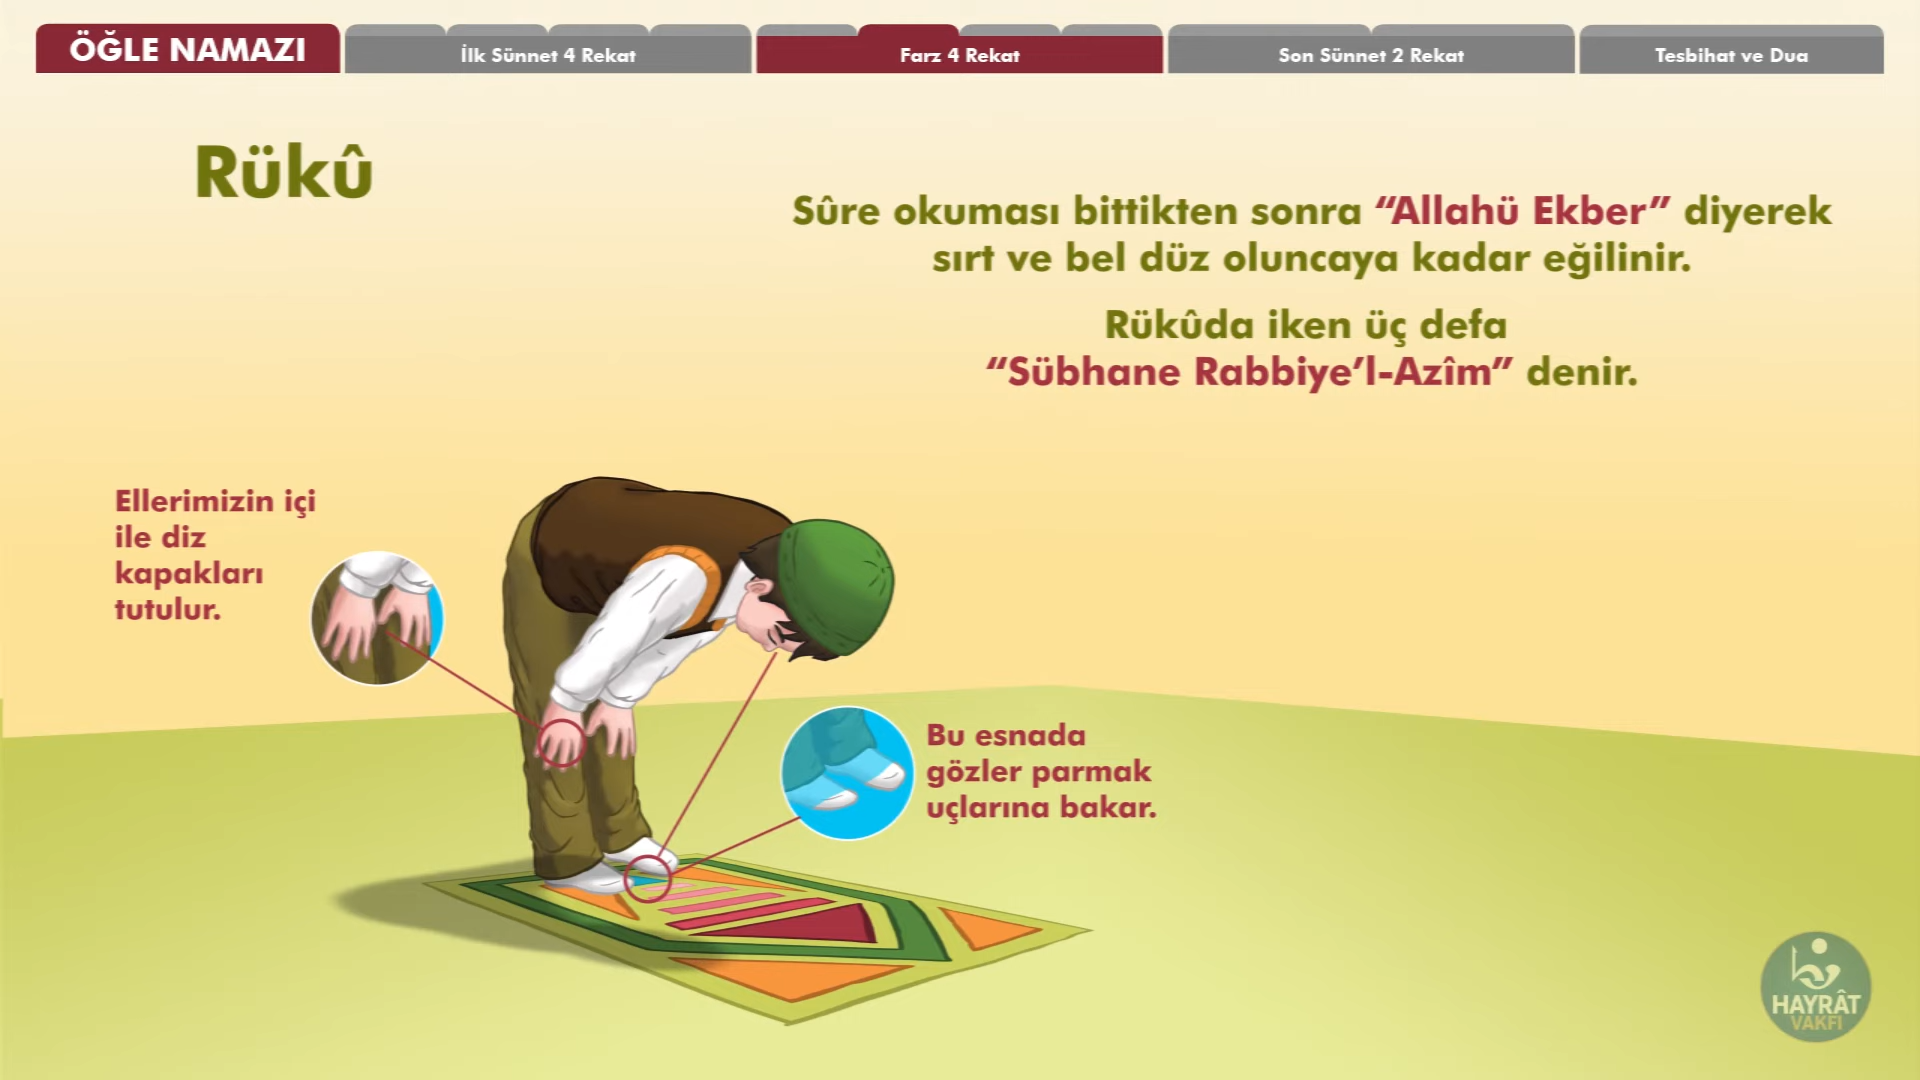 ÖĞLE NAMAZI
İlk Sünnet 4 Rekat
Farz 4 Rekat
Son Sünnet 2 Rekat
Tesbihat ve Dua
Rükû
Sûre okuması bittikten sonra “Allahü Ekber” diyerek
sırt ve bel düz oluncaya kadar eğilinir.
Rükûda iken üç defa
“Sübhane Rabbiye’l-Azîm” denir.
Ellerimizin içi
ile diz
kapakları
tutulur.
Bu esnada
gözler parmak
uçlarına bakar.
HAYRÂT
VAKFI